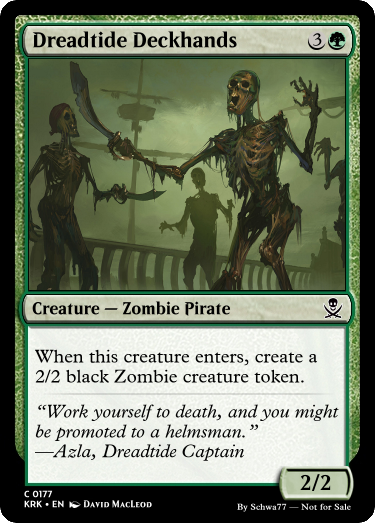 Dreadtide Deckhands 3
Creature — Zombie Pirate
When this creature enters, create a
2/2 black Zombie creature token.
“Work yourself to death, and you might
be promoted to a helmsman.”
—Azla, Dreadtide Captain
2/2
C 0177
KRK • EN David MacLeod
By Schwa77 — Not for Sale